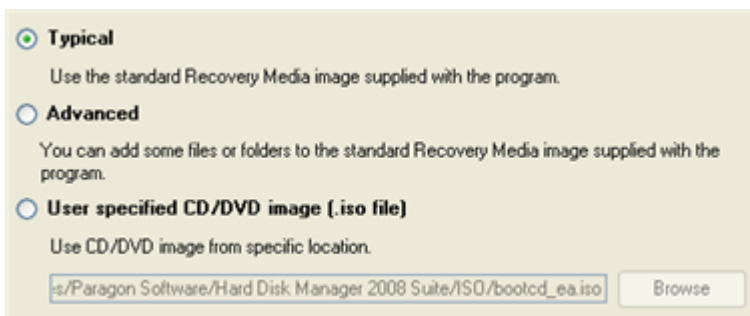 Typical
Use the standard Recovery Media image supplied with the program.
Advanced
You can add some files or folders to the standard Recovery Media image supplied with the
program.
User specified CD/DVD image (.iso file)
Use CD/DVD image from specific location.
s/Paragon Software/Hard Disk Manager 2008 Suite/ISO/bootcd_ea.iso
Browse